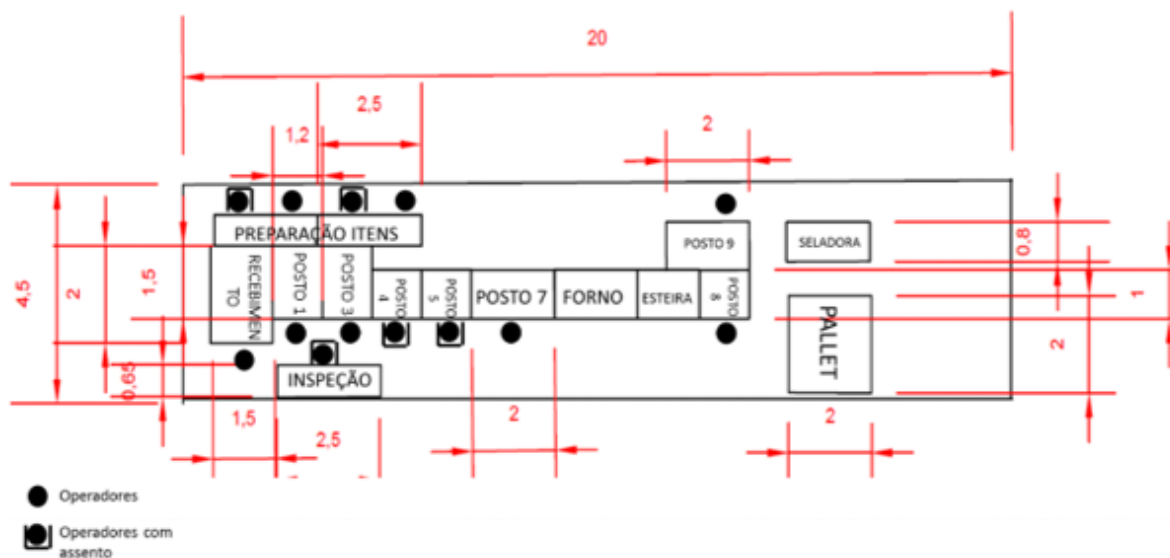 20
2,5
1,2
2
PREPARAÇÃO ITENS
POSTO 9
SELADORA
0,8
4,5
2
1,5
RECEBIMEN
TO
POSTO 1
POSTO 3
POSTO
4
POSTO
5
POSTO 7
FORNO
ESTEIRA
POSTO
8
PALLET
1
2
0,65
INSPEÇÃO
1,5
2,5
2
2
Operadores
Operadores com
assento